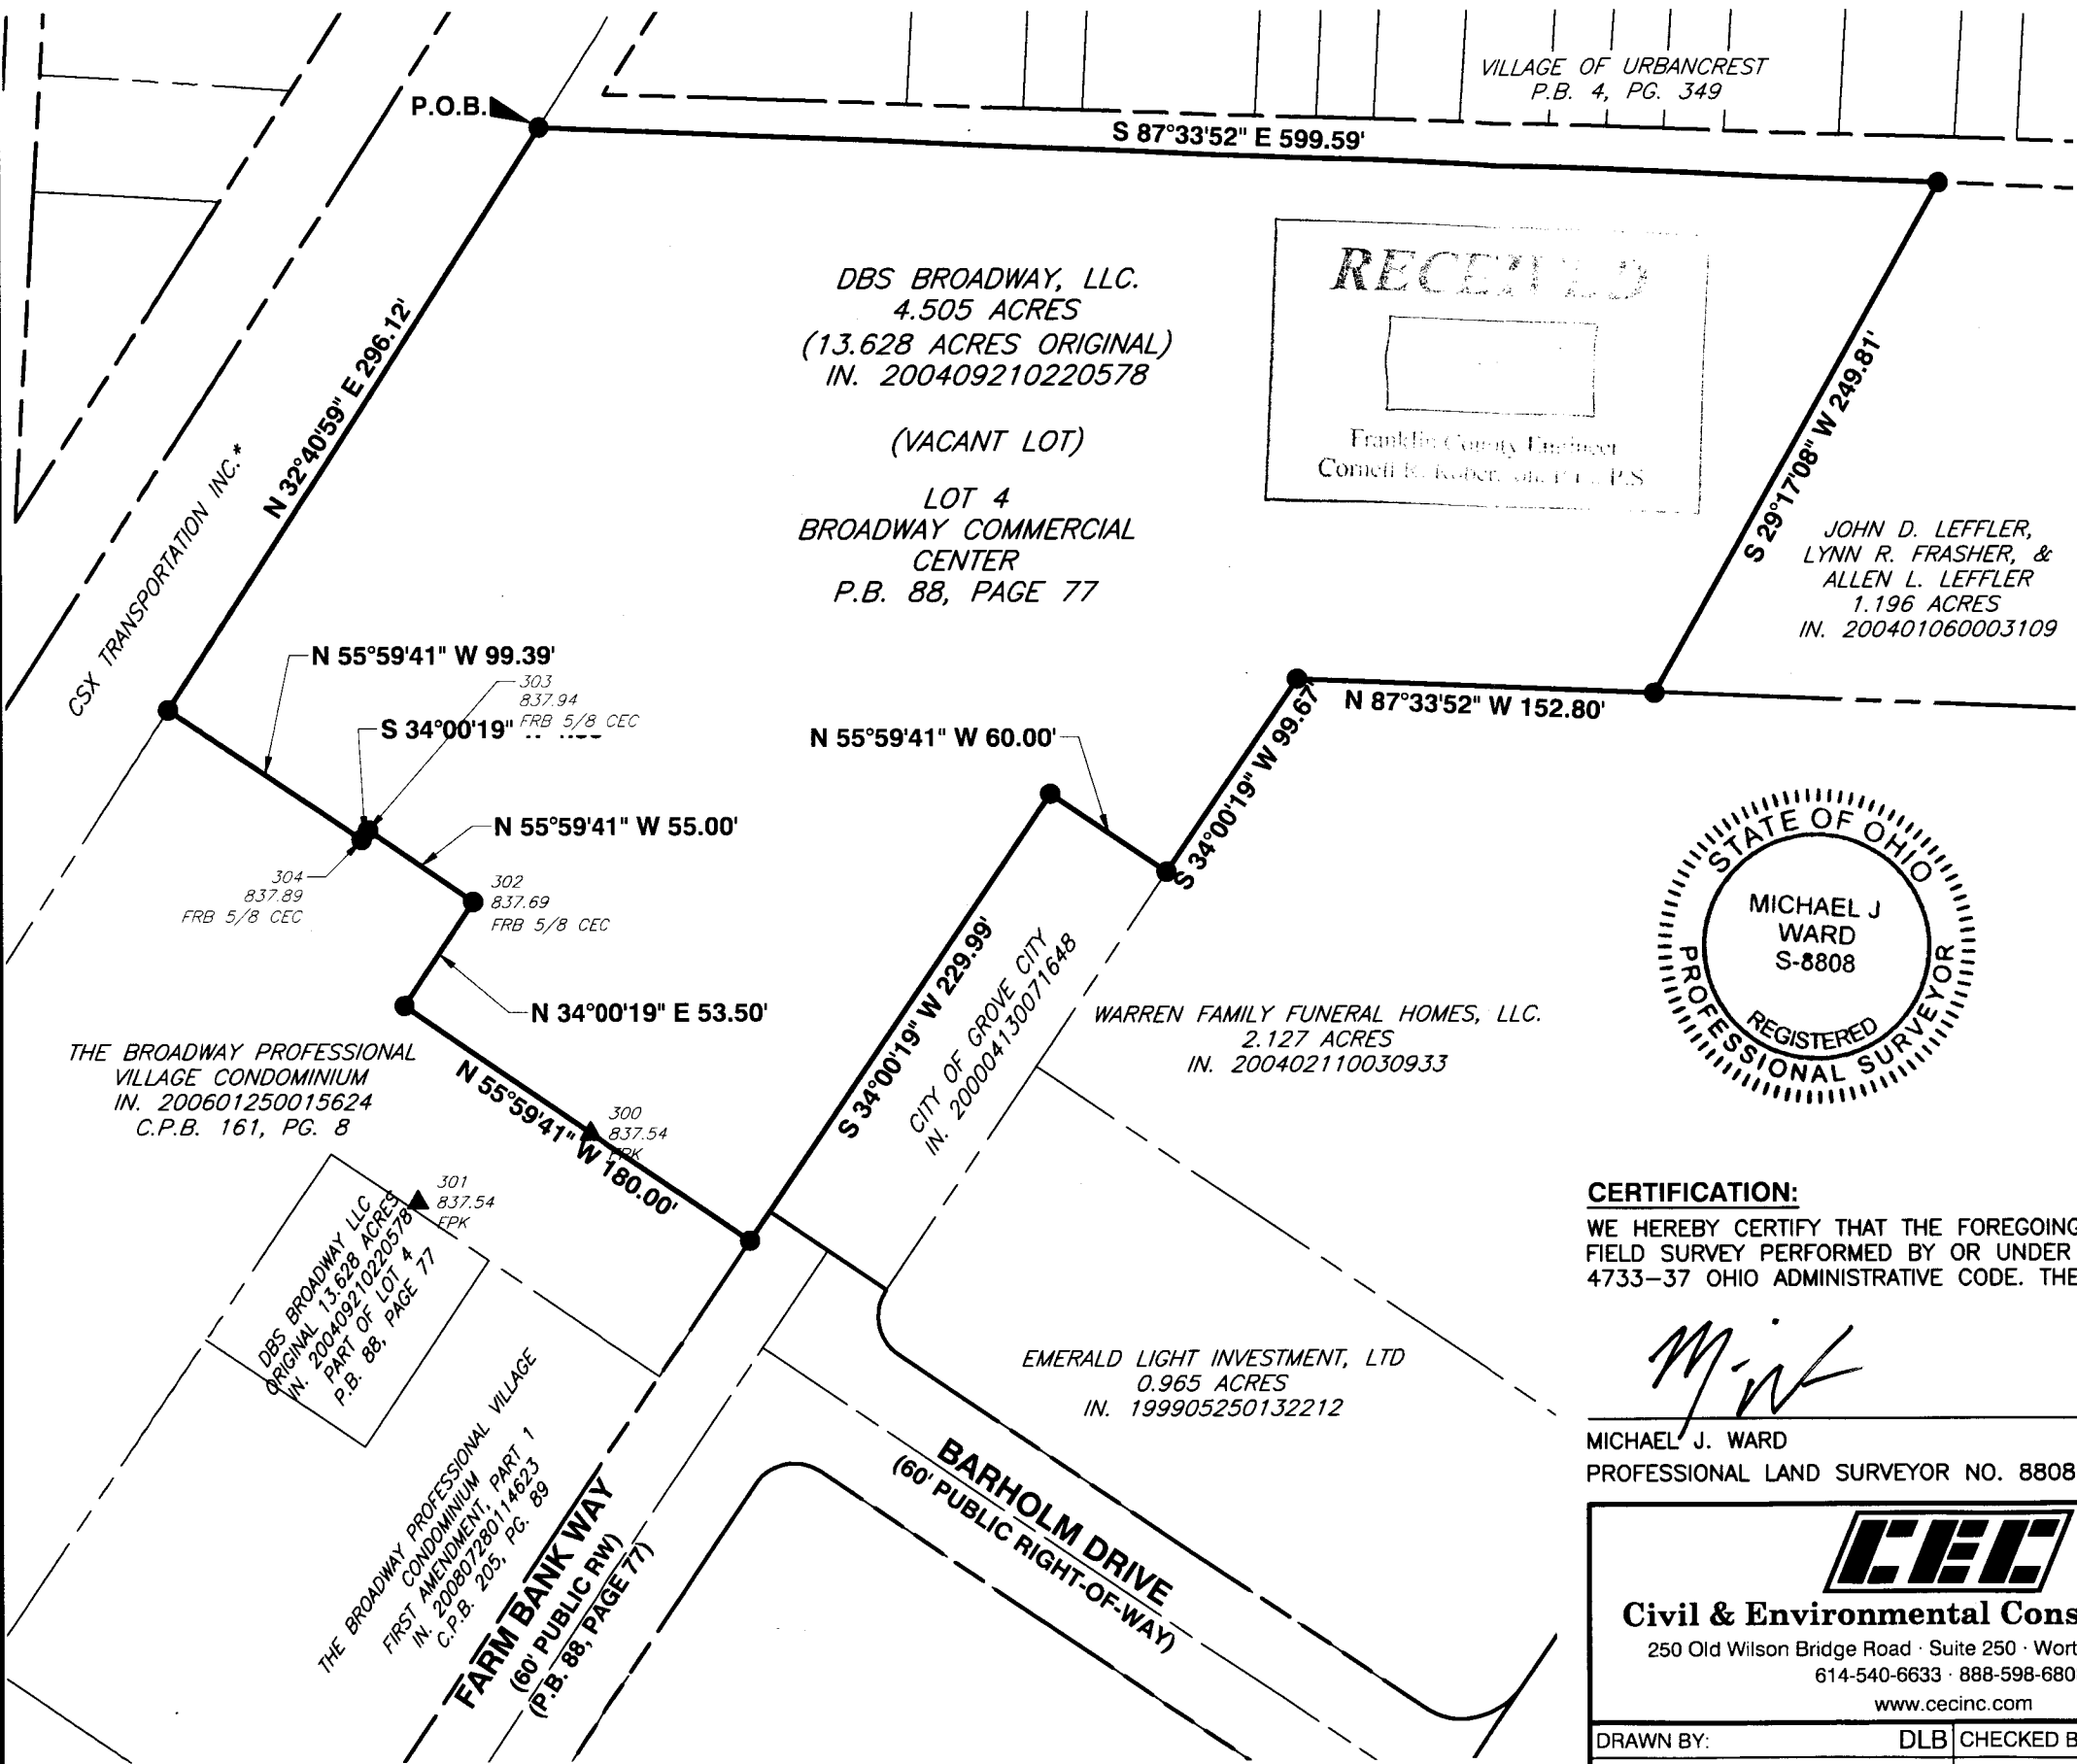 VILLAGE OF URBANCREST
P.B. 4, PG. 349
P.O.B.
S 87°33'52" E 599.59'
DBS BROADWAY, LLC.
4.505 ACRES
(13.628 ACRES ORIGINAL)
IN. 200409210220578
(VACANT LOT)
LOT 4
BROADWAY COMMERCIAL
CENTER
P.B. 88, PAGE 77
RECEIVED
Franklin County Engineer
Cornell R. Robertson, P.E., P.S.
N 32°40'59" E 296.12'
CSX TRANSPORTATION INC.*
S 29°17'08" W 249.81'
JOHN D. LEFFLER,
LYNN R. FRASHER, &
ALLEN L. LEFFLER
1.196 ACRES
IN. 200401060003109
N 55°59'41" W 99.39'
303
837.94
FRB 5/8 CEC
S 34°00'19"
N 55°59'41" W 60.00'
S 34°00'19" W 99.67'
N 87°33'52" W 152.80'
N 55°59'41" W 55.00'
304
837.89
FRB 5/8 CEC
302
837.69
FRB 5/8 CEC
N 34°00'19" E 53.50'
S 34°00'19" W 229.99'
CITY OF GROVE CITY
IN. 200004130071648
WARREN FAMILY FUNERAL HOMES, LLC.
2.127 ACRES
IN. 200402110030933
STATE OF OHIO
MICHAEL J
WARD
S-8808
REGISTERED
PROFESSIONAL SURVEYOR
THE BROADWAY PROFESSIONAL
VILLAGE CONDOMINIUM
IN. 200601250015624
C.P.B. 161, PG. 8
N 55°59'41" W 180.00'
300
837.54
FPK
301
837.54
FPK
DBS BROADWAY LLC
ORIGINAL 13.628 ACRES
IN. 200409210220578
PART OF LOT 4
P.B. 88, PAGE 77
THE BROADWAY PROFESSIONAL VILLAGE
CONDOMINIUM
FIRST AMENDMENT, PART 1
IN. 200807280114623
C.P.B. 205, PG. 89
FARM BANK WAY
(60' PUBLIC RW)
(P.B. 88, PAGE 77)
EMERALD LIGHT INVESTMENT, LTD
0.965 ACRES
IN. 199905250132212
BARHOLM DRIVE
(60' PUBLIC RIGHT-OF-WAY)
CERTIFICATION:
WE HEREBY CERTIFY THAT THE FOREGOING
FIELD SURVEY PERFORMED BY OR UNDER
4733-37 OHIO ADMINISTRATIVE CODE. THE
MICHAEL J. WARD
PROFESSIONAL LAND SURVEYOR NO. 8808
CEC
Civil & Environmental Cons
250 Old Wilson Bridge Road · Suite 250 · Wort
614-540-6633 · 888-598-680
www.cecinc.com
DRAWN BY: DLB CHECKED B